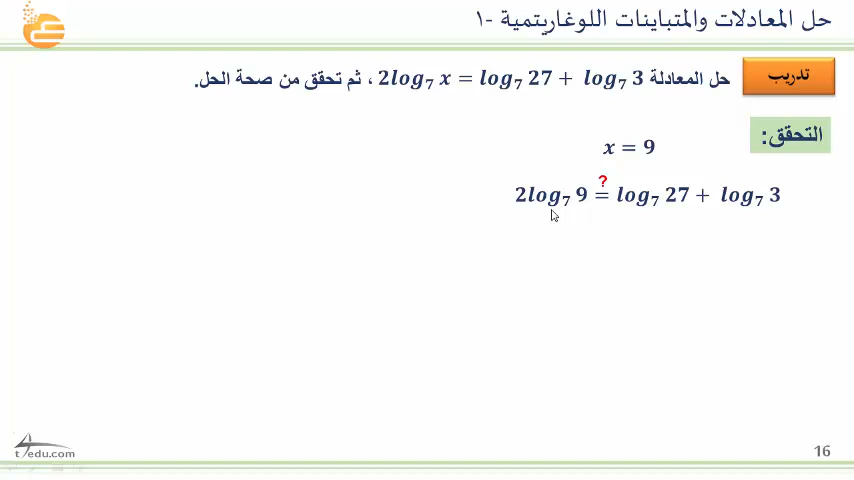 حل المعادلات والمتباينات اللوغاريتمية -١
تدريب
حل المعادلة 2log₇ x = log₇ 27 + log₇ 3 ، ثم تحقق من صحة الحل.
التحقق:
x = 9
2log₇ 9 =? log₇ 27 + log₇ 3
t4edu.com
16